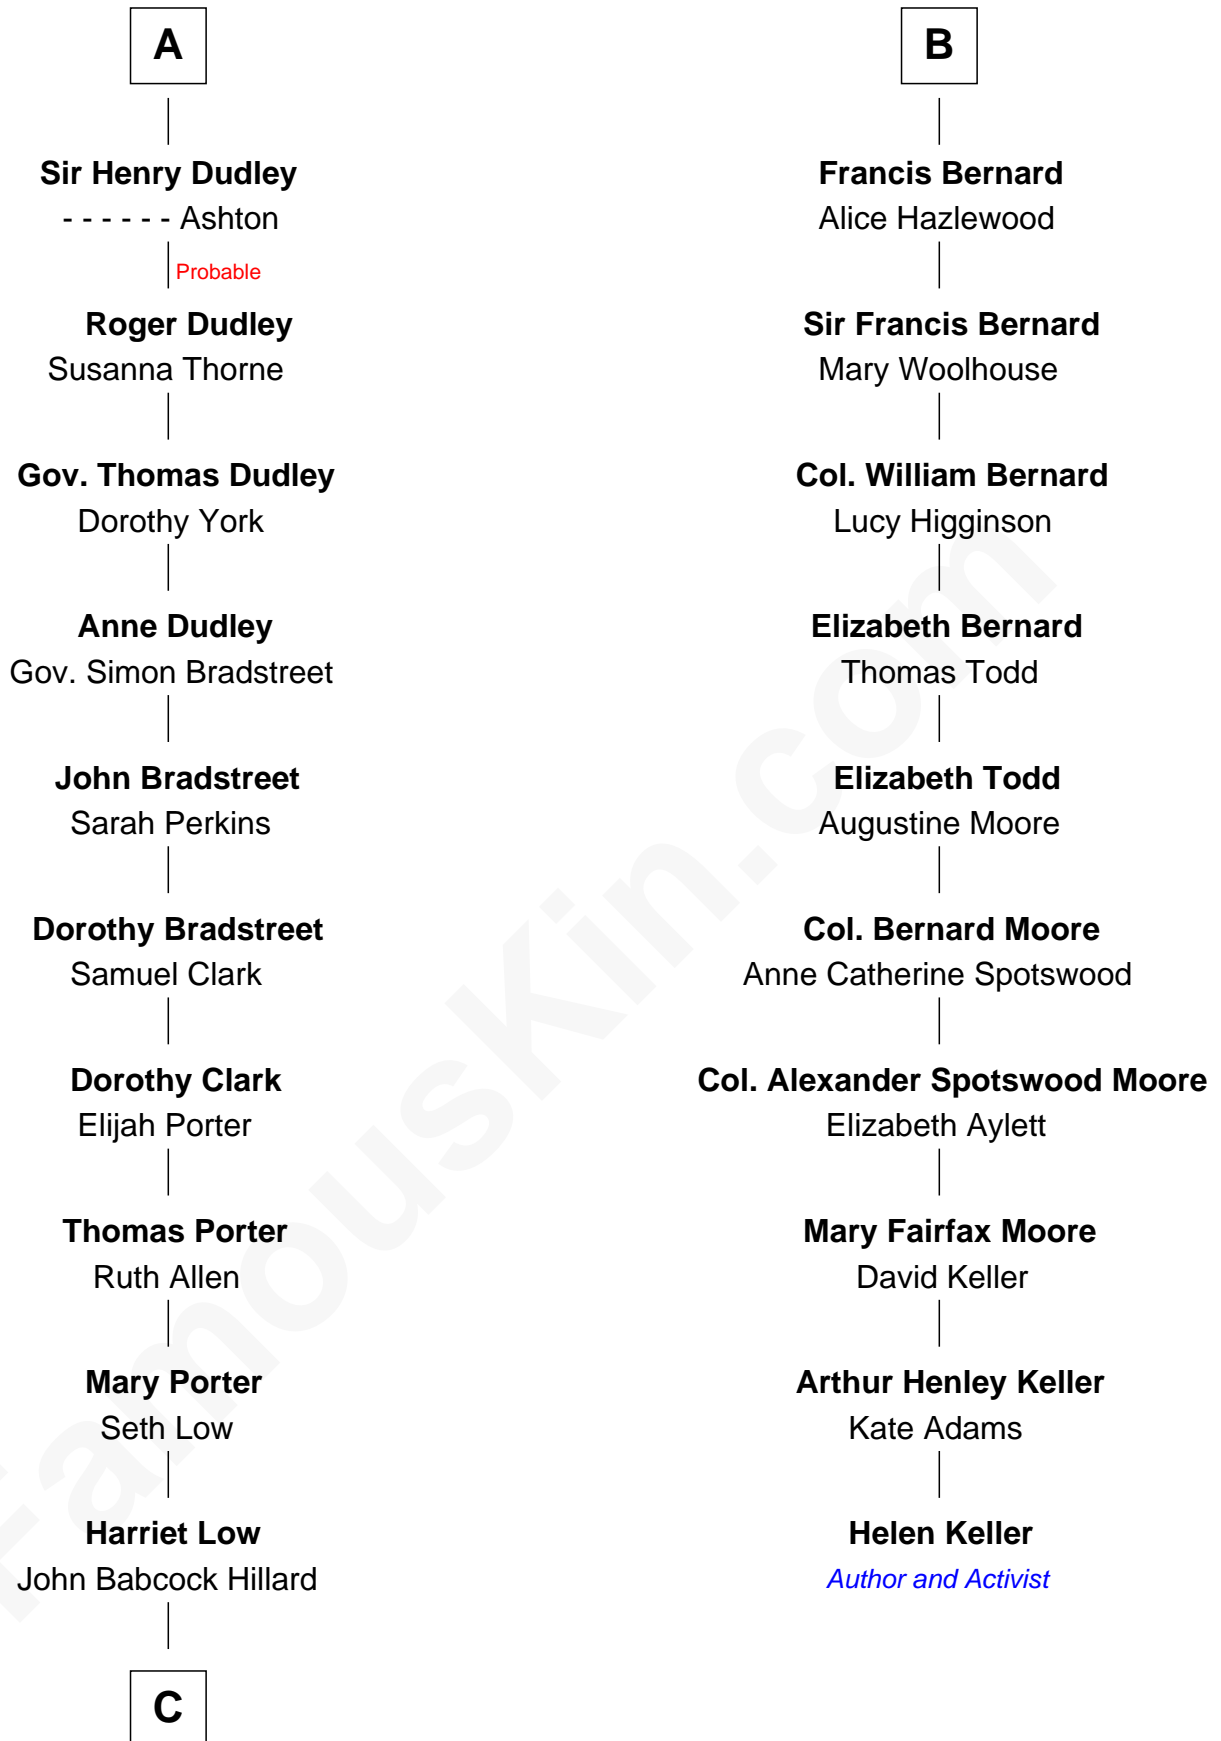 A
Sir Henry Dudley
- - - - - - Ashton
Probable
Roger Dudley
Susanna Thorne
Gov. Thomas Dudley
Dorothy York
Anne Dudley
Gov. Simon Bradstreet
John Bradstreet
Sarah Perkins
Dorothy Bradstreet
Samuel Clark
Dorothy Clark
Elijah Porter
Thomas Porter
Ruth Allen
Mary Porter
Seth Low
Harriet Low
John Babcock Hillard
C
B
Francis Bernard
Alice Hazlewood
Sir Francis Bernard
Mary Woolhouse
Col. William Bernard
Lucy Higginson
Elizabeth Bernard
Thomas Todd
Elizabeth Todd
Augustine Moore
Col. Bernard Moore
Anne Catherine Spotswood
Col. Alexander Spotswood Moore
Elizabeth Aylett
Mary Fairfax Moore
David Keller
Arthur Henley Keller
Kate Adams
Helen Keller
Author and Activist
FamousKin.com